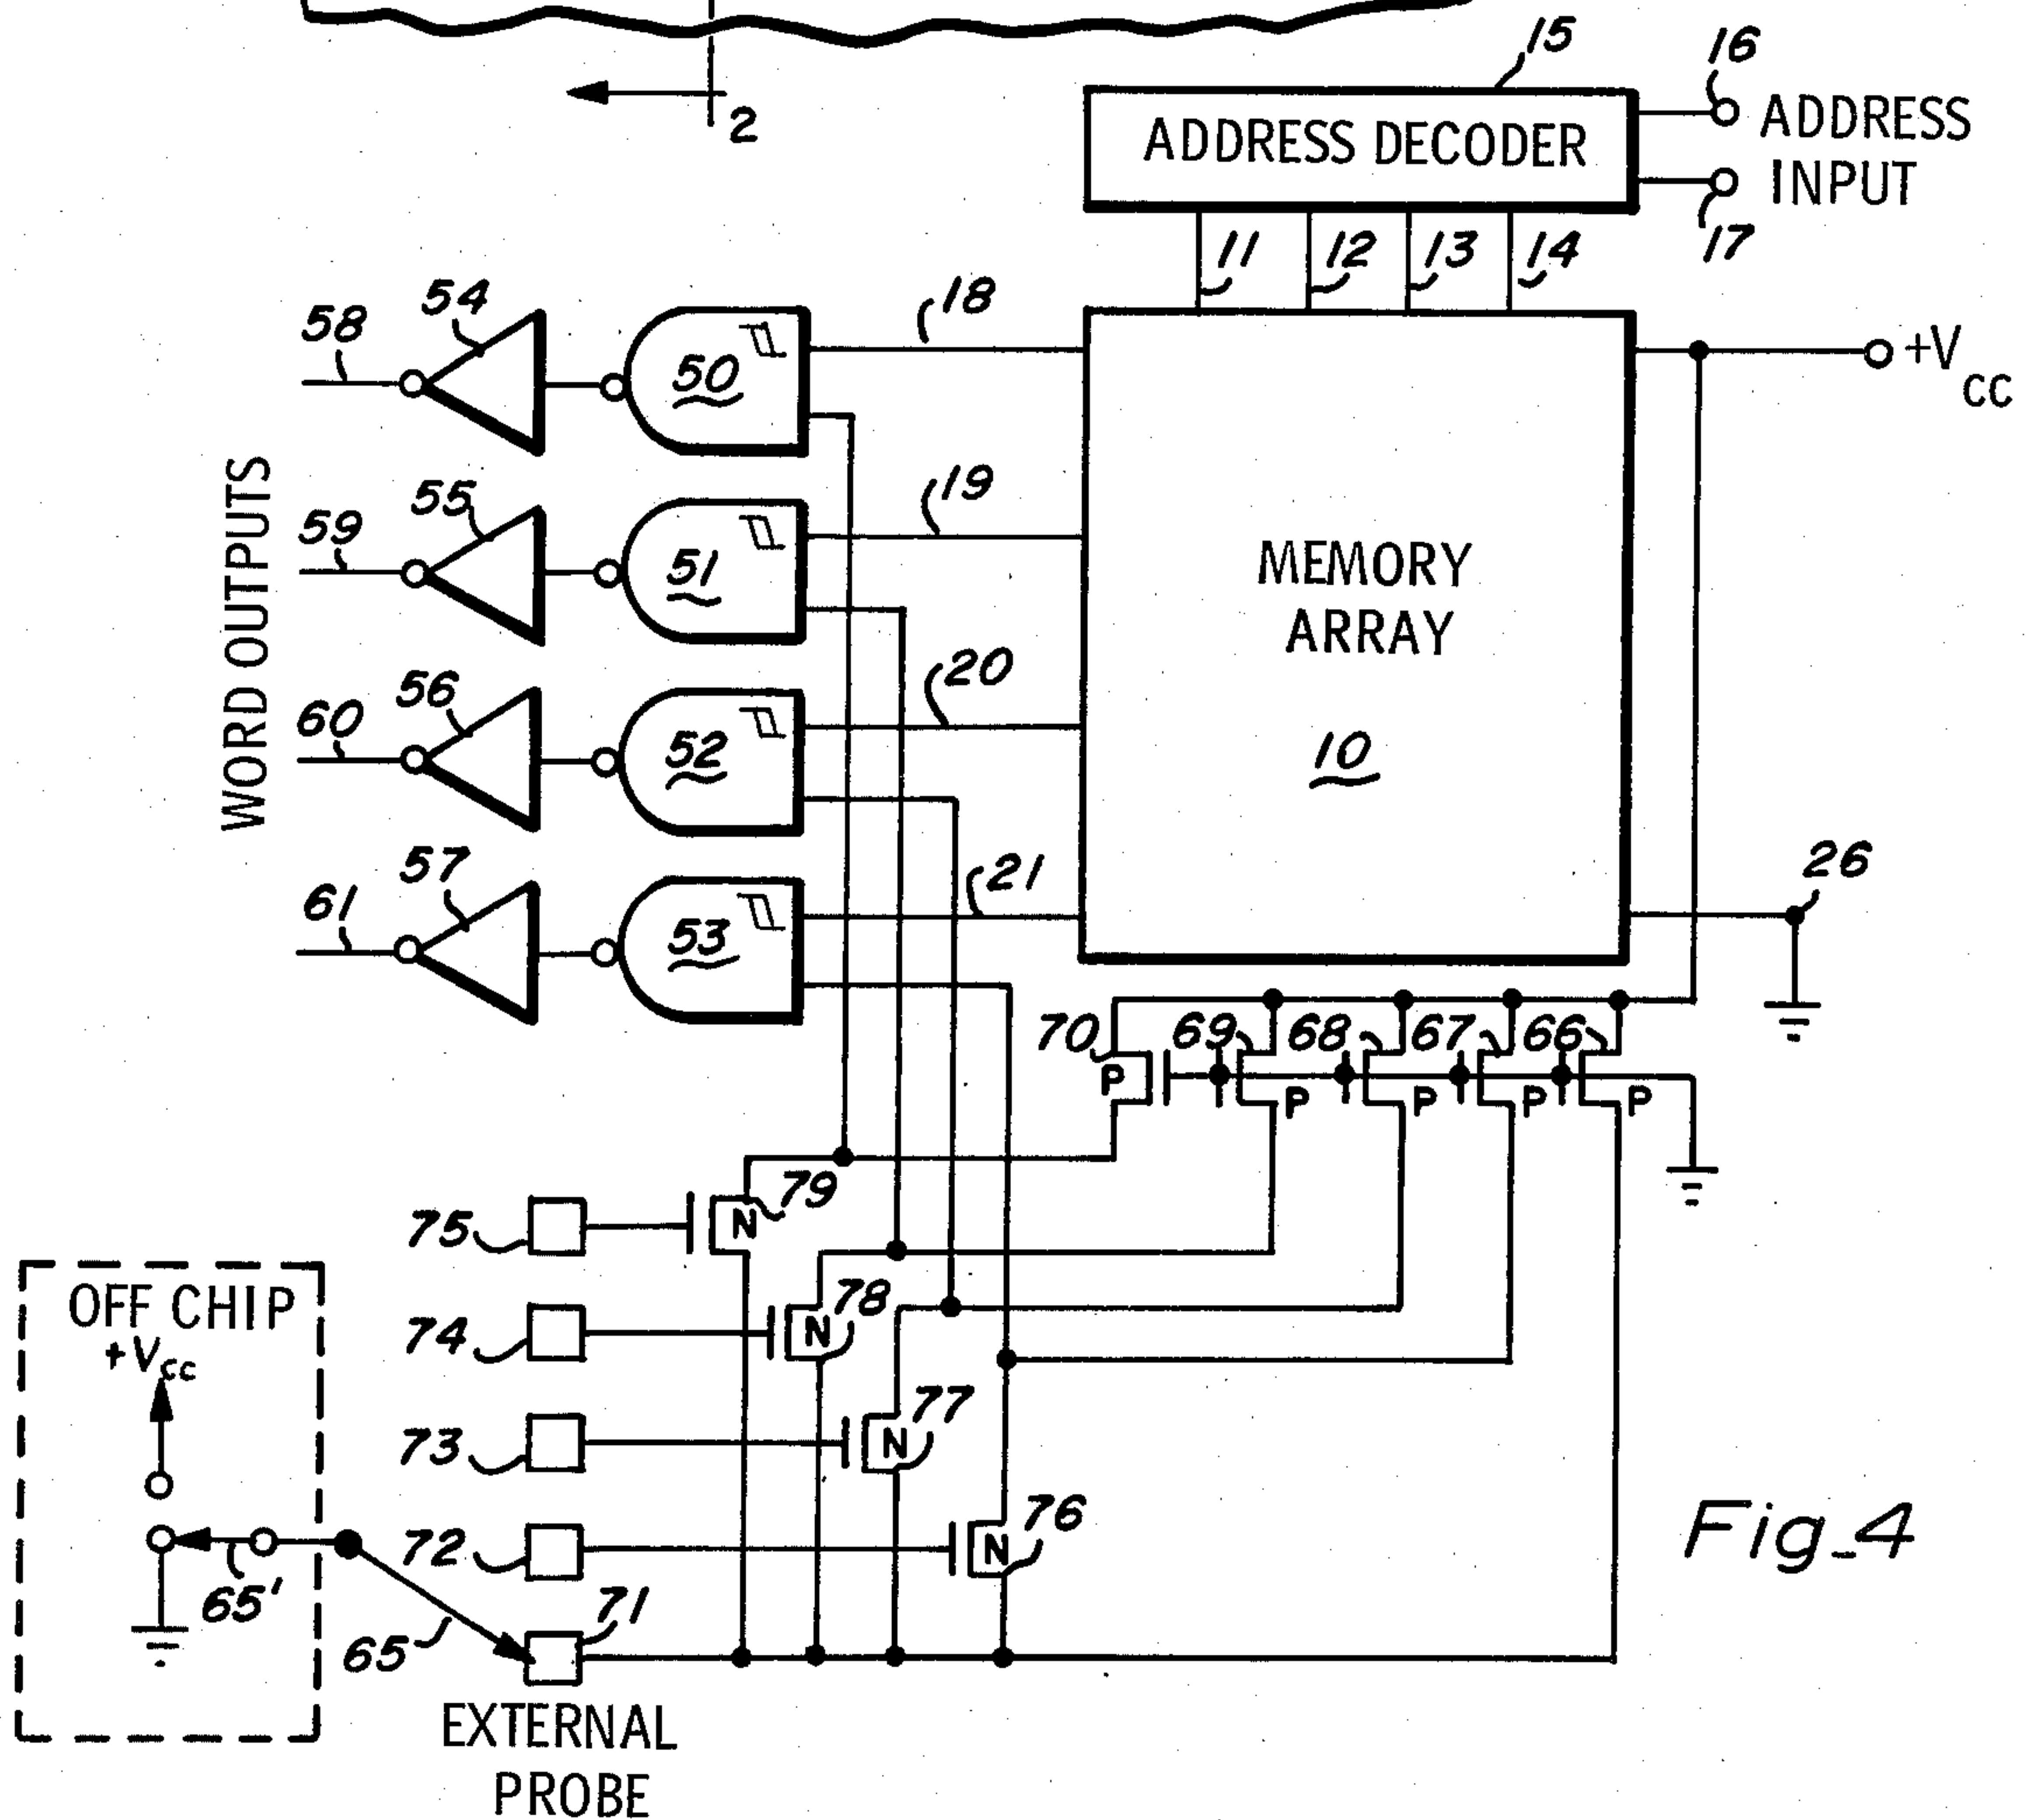 2
15
16
ADDRESS DECODER
ADDRESS
INPUT
17
11
12
13
14
58
54
50
18
+VCC
WORD OUTPUTS
59
55
51
19
MEMORY
ARRAY
10
60
56
52
20
61
57
53
21
26
70
69
68
67
66
P
P
P
P
P
75
79
N
OFF CHIP
+Vcc
74
78
N
73
77
N
72
76
N
65'
65
71
EXTERNAL
PROBE
Fig_4